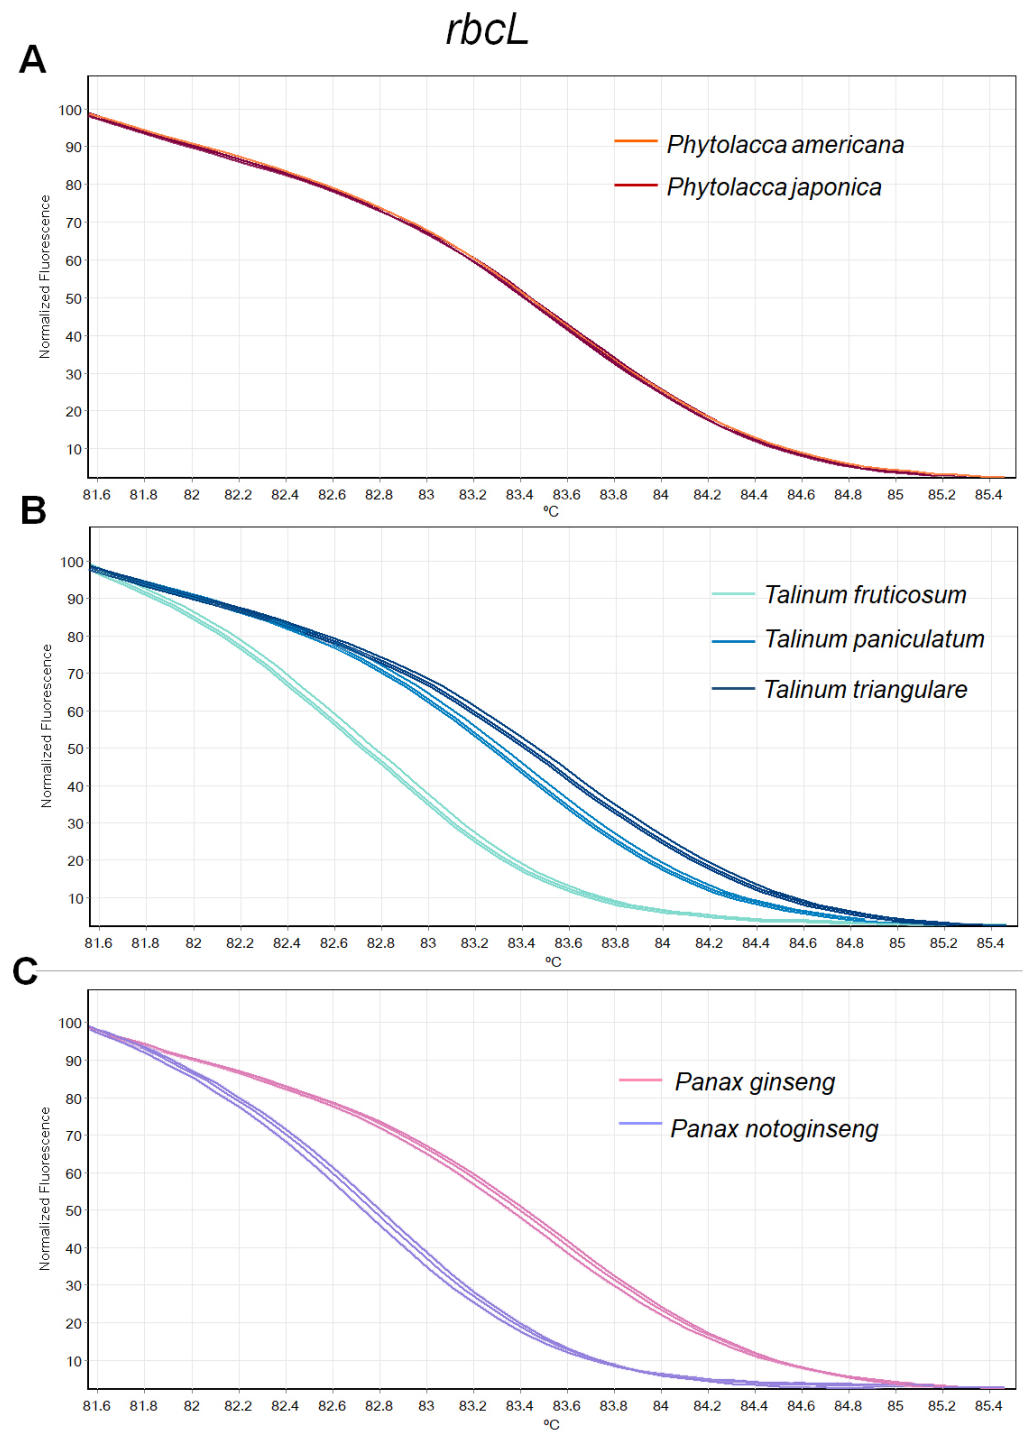 rbcL
A
100
90
80
70
60
50
40
30
20
10
Normalized Fluorescence
Phytolacca americana
Phytolacca japonica
81.6 81.8 82 82.2 82.4 82.6 82.8 83 83.2 83.4 83.6 83.8 84 84.2 84.4 84.6 84.8 85 85.2 85.4
ºC
B
100
90
80
70
60
50
40
30
20
10
Normalized Fluorescence
Talinum fruticosum
Talinum paniculatum
Talinum triangulare
81.6 81.8 82 82.2 82.4 82.6 82.8 83 83.2 83.4 83.6 83.8 84 84.2 84.4 84.6 84.8 85 85.2 85.4
ºC
C
100
90
80
70
60
50
40
30
20
10
Normalized Fluorescence
Panax ginseng
Panax notoginseng
81.6 81.8 82 82.2 82.4 82.6 82.8 83 83.2 83.4 83.6 83.8 84 84.2 84.4 84.6 84.8 85 85.2 85.4
ºC